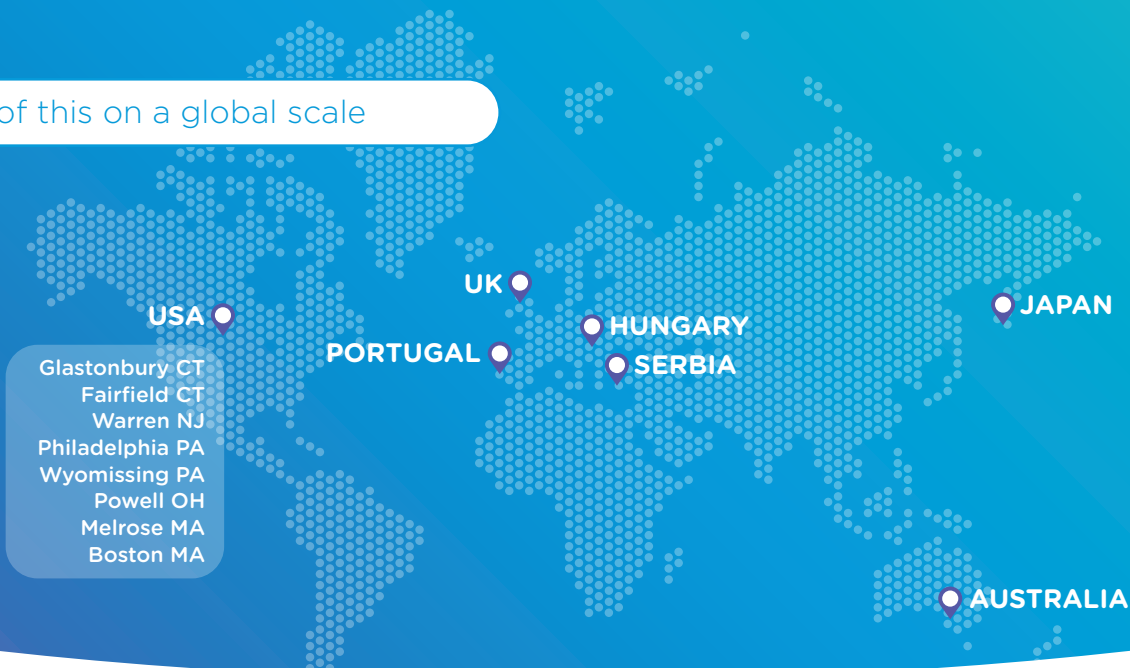 of this on a global scale
UK
USA
JAPAN
HUNGARY
PORTUGAL
SERBIA
Glastonbury CT
Fairfield CT
Warren NJ
Philadelphia PA
Wyomissing PA
Powell OH
Melrose MA
Boston MA
AUSTRALIA